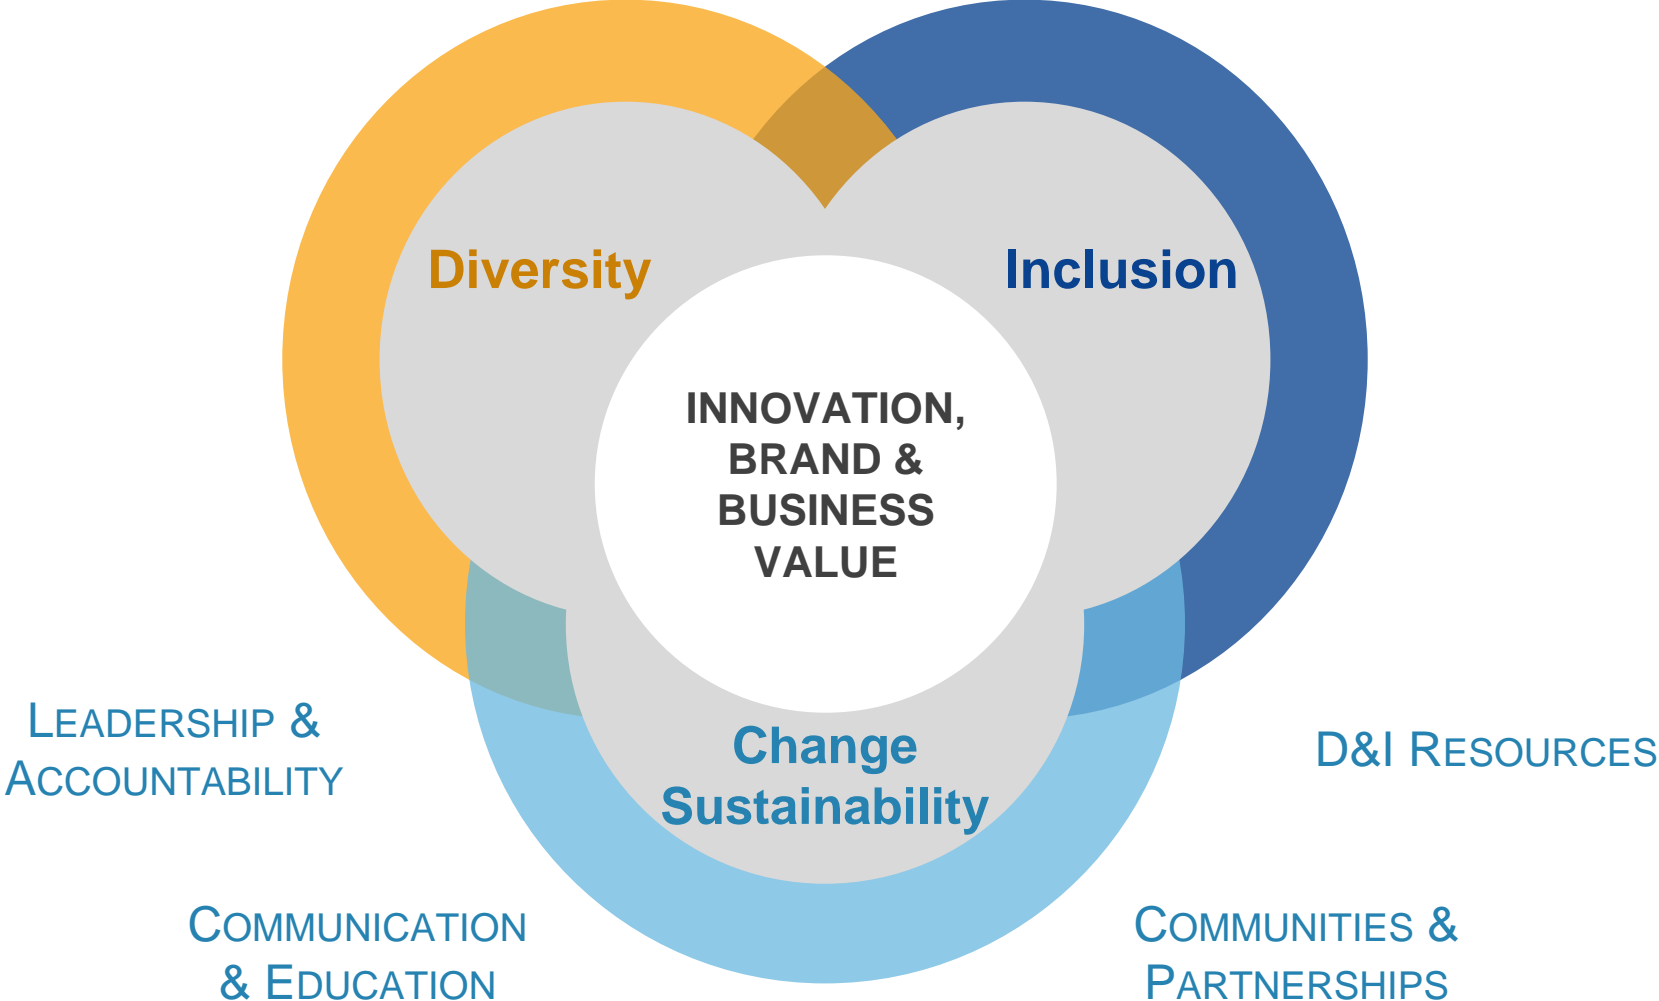 Diversity
Inclusion
INNOVATION,
BRAND &
BUSINESS
VALUE
Change
Sustainability
LEADERSHIP &
ACCOUNTABILITY
D&I RESOURCES
COMMUNICATION
& EDUCATION
COMMUNITIES &
PARTNERSHIPS